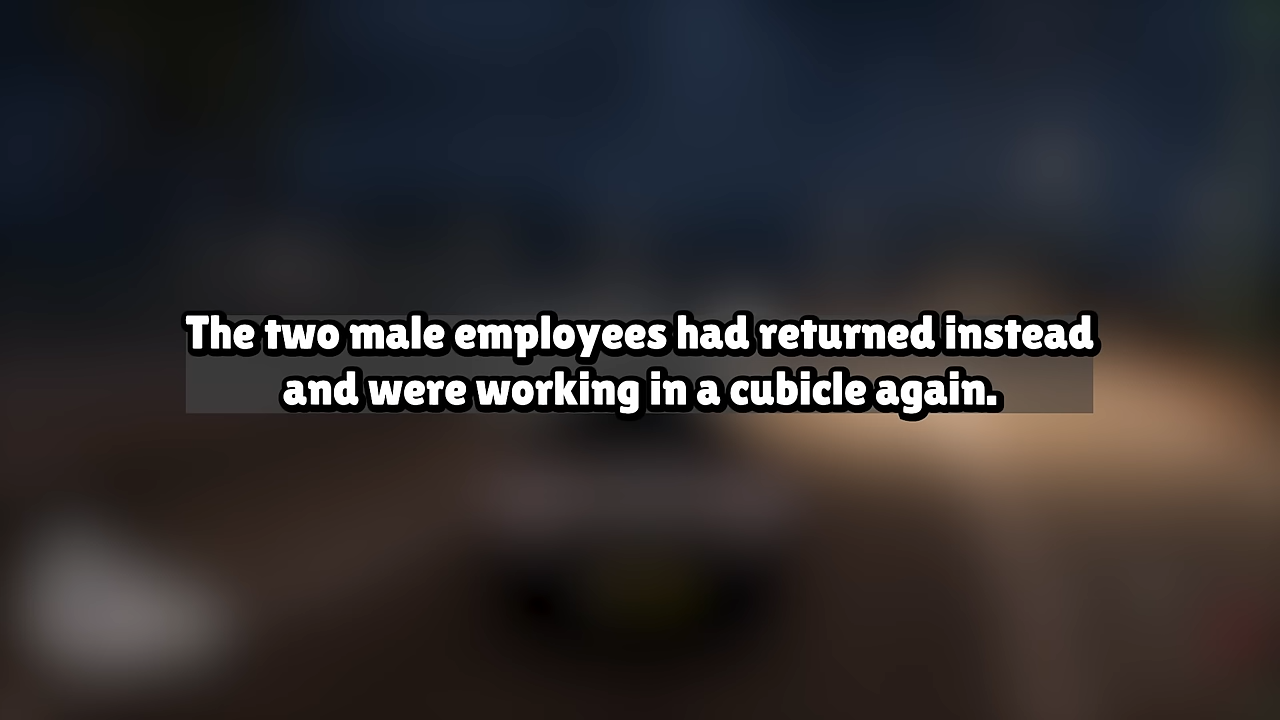 The two male employees had returned instead
and were working in a cubicle again.